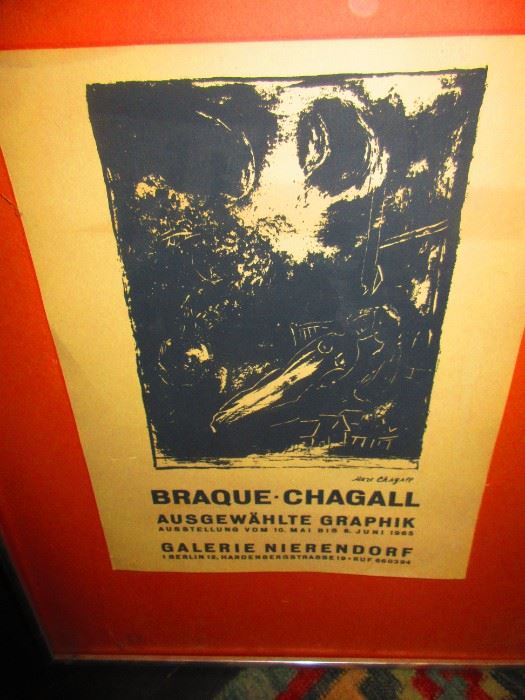 Marc Chagall
BRAQUE·CHAGALL
AUSGEWÄHLTE GRAPHIK
AUSSTELLUNG VOM 10. MAI BIS 8. JUNI 1965
GALERIE NIERENDORF
1 BERLIN 12, HARDENBERGSTRASSE 19 · RUF 660394